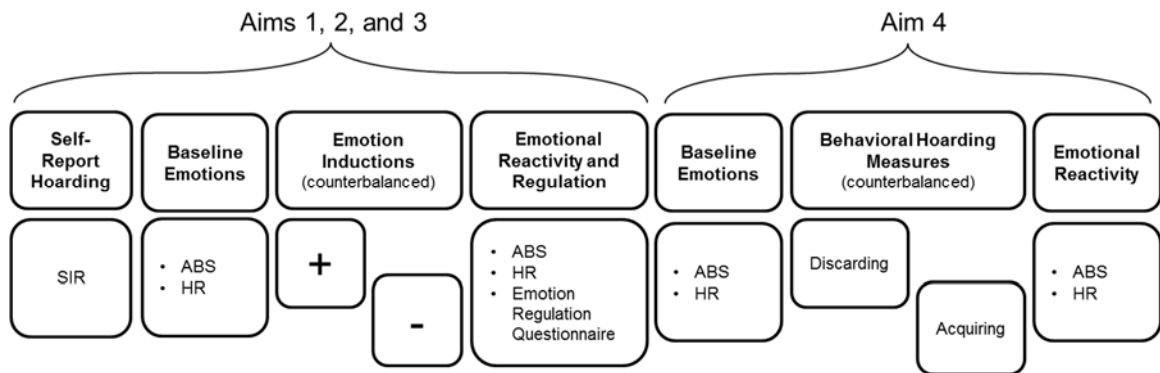 Aims 1, 2, and 3
Aim 4
Self-
Report
Hoarding
Baseline
Emotions
Emotion
Inductions
(counterbalanced)
Emotional
Reactivity and
Regulation
Baseline
Emotions
Behavioral Hoarding
Measures
(counterbalanced)
Emotional
Reactivity
SIR
• ABS
• HR
+
-
• ABS
• HR
• Emotion
Regulation
Questionnaire
• ABS
• HR
Discarding
Acquiring
• ABS
• HR